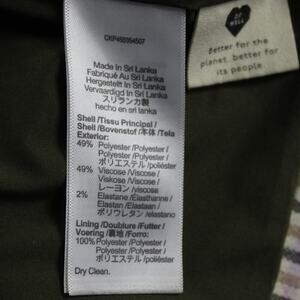 CKP450354507
Made In Sri Lanka
Fabriqué Au Sri Lanka
Hergestellt In Sri Lanka
Vervaardigd In Sri Lanka
スリランカ製
hecho en sri lanka
Shell /Tissu Principal /
Shell /Bovenstof /本体 /Tela
Exterior:
49% Polyester /Polyester /
Polyester /Polyester /
ポリエステル /poliéster
49% Viscose /Viscose /
Viskose /Viscose /
レーヨン /viscosa
2% Elastane /Elasthanne /
Elastan /Elastaan /
ポリウレタン /elastano
Lining /Doublure /Futter /
Voering /裏地 /Forro:
100% Polyester /Polyester /
Polyester /Polyester /
ポリエステル /poliéster
Dry Clean.
WELL
Better for the
planet, better for
its people.